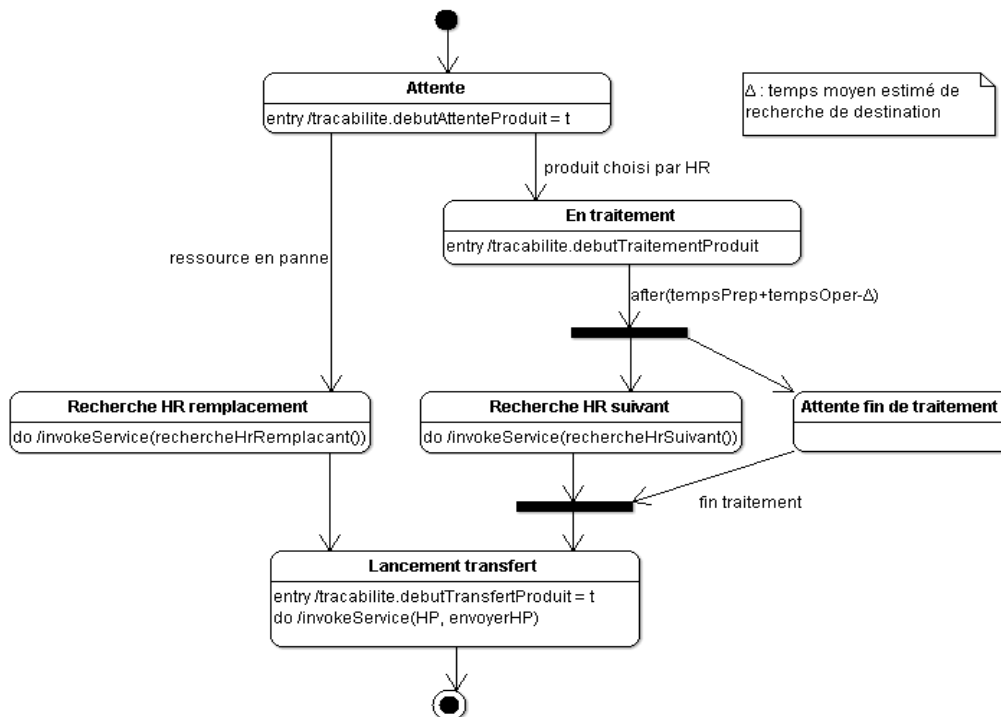 Attente
entry /tracabilite.debutAttenteProduit = t
Δ : temps moyen estimé de
recherche de destination
produit choisi par HR
En traitement
entry /tracabilite.debutTraitementProduit
ressource en panne
after(tempsPrep+tempsOper-Δ)
Recherche HR remplacement
do /invokeService(rechercheHrRemplacant())
Recherche HR suivant
do /invokeService(rechercheHrSuivant())
Attente fin de traitement
fin traitement
Lancement transfert
entry /tracabilite.debutTransfertProduit = t
do /invokeService(HP, envoyerHP)